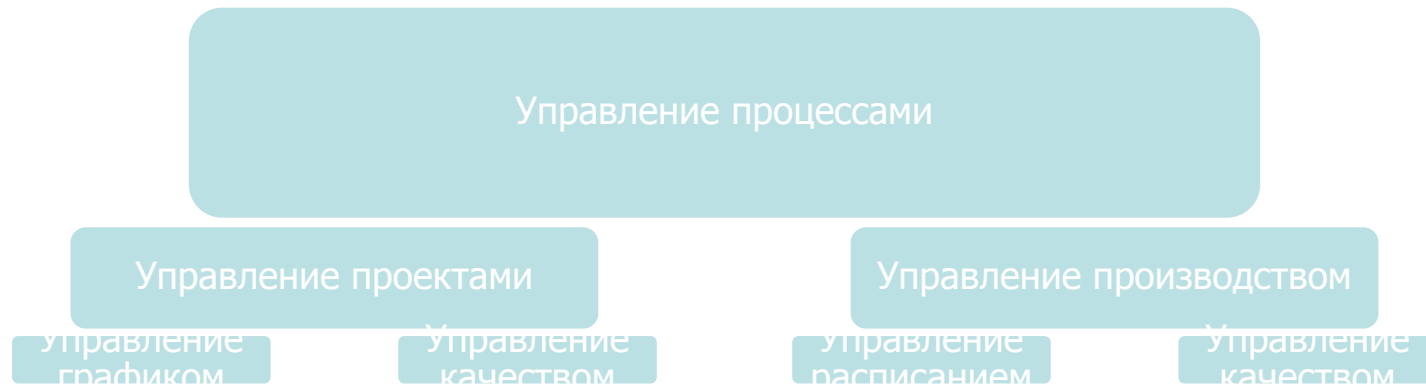 Управление процессами
Управление проектами
Управление производством
Управление
графиком
Управление
качеством
Управление
расписанием
Управление
качеством